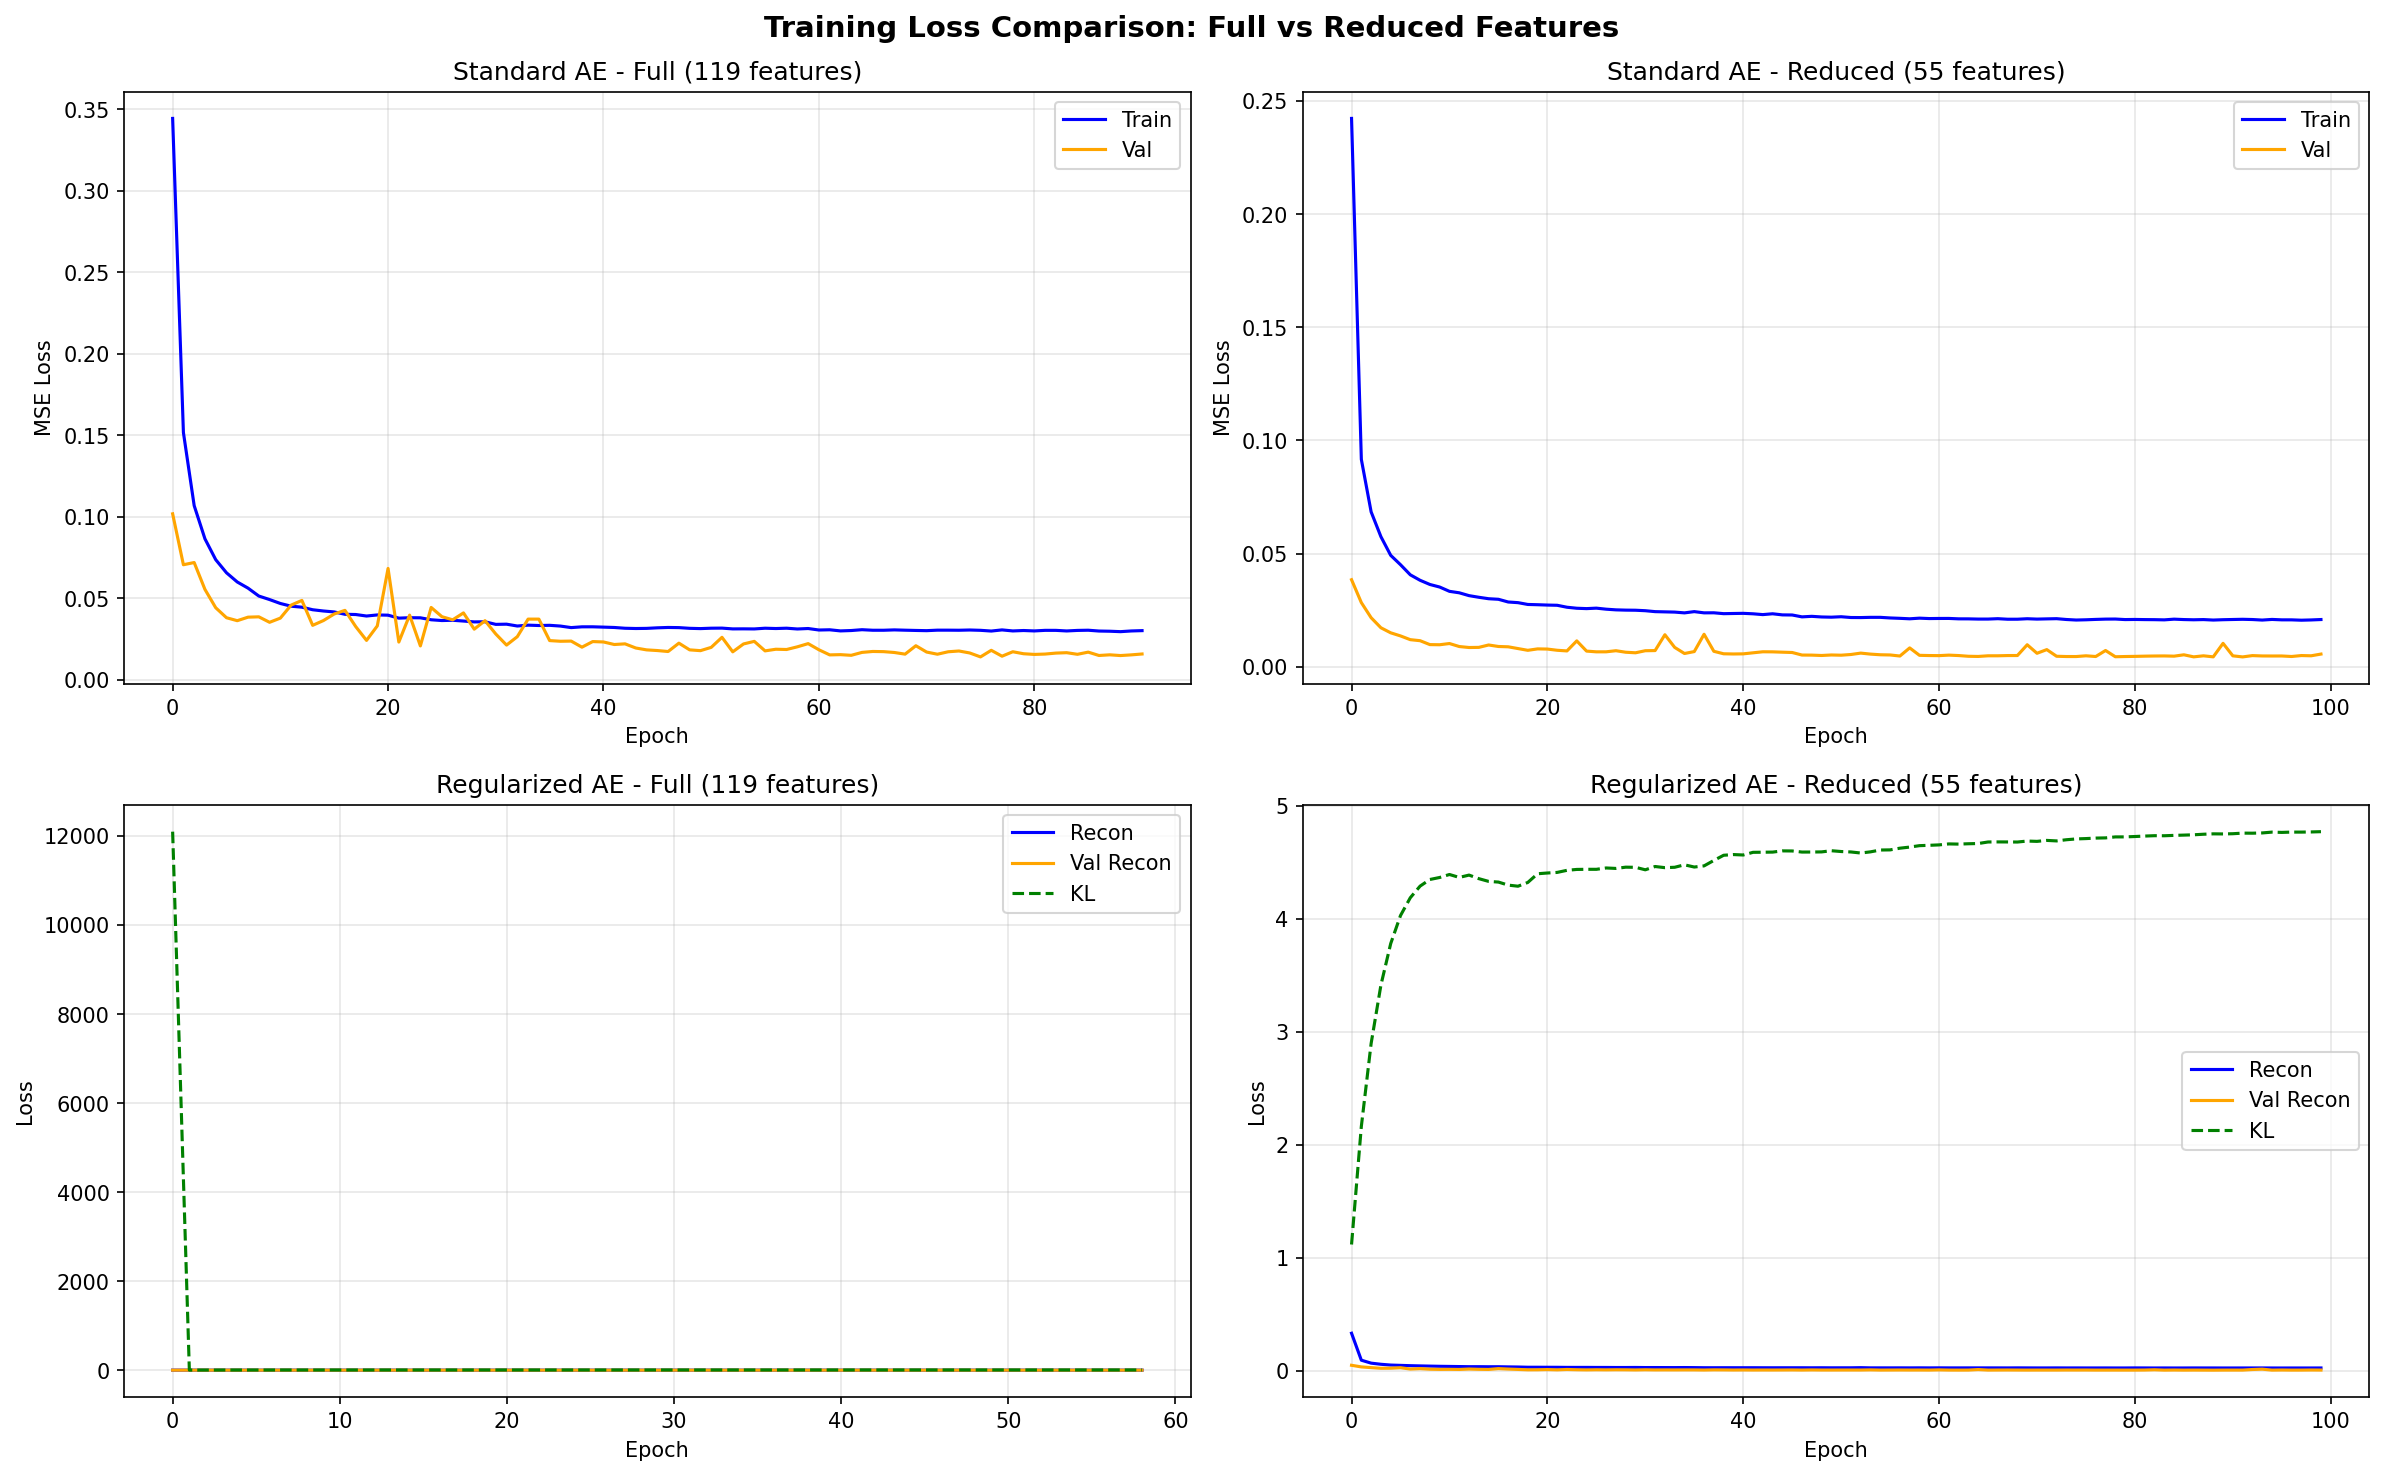 Training Loss Comparison: Full vs Reduced Features
Standard AE - Full (119 features)
0.35
0.30
0.25
0.20
0.15
0.10
0.05
0.00
MSE Loss
Train
Val
0 20 40 60 80
Epoch
Standard AE - Reduced (55 features)
0.25
0.20
0.15
0.10
0.05
0.00
MSE Loss
Train
Val
0 20 40 60 80 100
Epoch
Regularized AE - Full (119 features)
12000
10000
8000
6000
4000
2000
0
Loss
Recon
Val Recon
KL
0 10 20 30 40 50 60
Epoch
Regularized AE - Reduced (55 features)
5
4
3
2
1
0
Loss
Recon
Val Recon
KL
0 20 40 60 80 100
Epoch